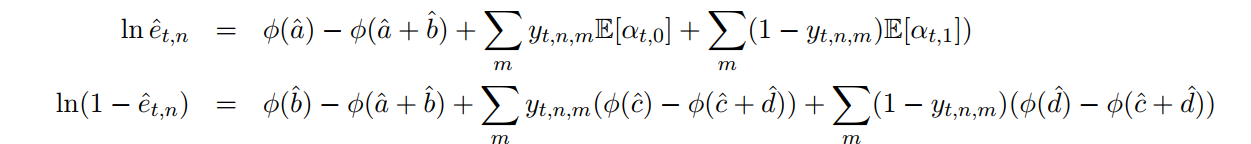 ln ê_{t,n} = ϕ(â) − ϕ(â + b̂) + ∑_m y_{t,n,m}𝔼[α_{t,0}] + ∑_m (1 − y_{t,n,m})𝔼[α_{t,1}])
ln(1 − ê_{t,n}) = ϕ(b̂) − ϕ(â + b̂) + ∑_m y_{t,n,m}(ϕ(ĉ) − ϕ(ĉ + d̂)) + ∑_m (1 − y_{t,n,m})(ϕ(d̂) − ϕ(ĉ + d̂))